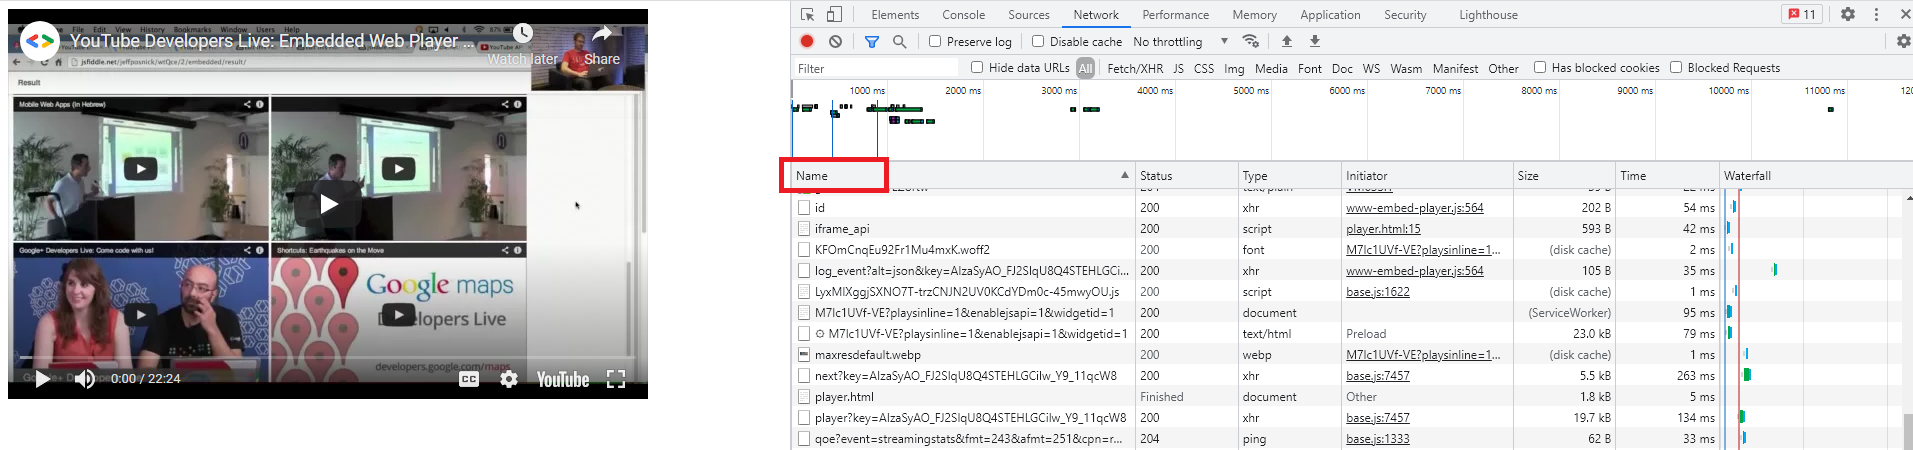 YouTube Developers Live: Embedded Web Player ...
Watch later
Share
jsfiddle.net/jeffposnick/wtQce/2/embedded/result/
Result
Mobile Web Apps (in Hebrew)
Google+ Developers Live: Come code with us!
Shortcuts: Earthquakes on the Move
Google maps
Developers Live
developers.google.com/maps
0:00 / 22:24
CC
YouTube
Elements Console Sources Network Performance Memory Application Security Lighthouse 11
Preserve log Disable cache No throttling
Filter Hide data URLs All Fetch/XHR JS CSS Img Media Font Doc WS Wasm Manifest Other Has blocked cookies Blocked Requests
1000 ms 2000 ms 3000 ms 4000 ms 5000 ms 6000 ms 7000 ms 8000 ms 9000 ms 10000 ms 11000 ms
Name Status Type Initiator Size Time Waterfall
id 200 xhr www-embed-player.js:564 202 B 54 ms
iframe_api 200 script player.html:15 593 B 42 ms
KFOmCnqEu92Fr1Mu4mxK.woff2 200 font M7lc1UVf-VE?playsinline=1... (disk cache) 2 ms
log_event?alt=json&key=AIzaSyAO_FJ2SlqU8Q4STEHLGCi... 200 xhr www-embed-player.js:564 105 B 35 ms
LyxMlXggjSXNO7T-trzCNJN2UV0KCdYDm0c-45mwyOU.js 200 script base.js:1622 (disk cache) 1 ms
M7lc1UVf-VE?playsinline=1&enablejsapi=1&widgetid=1 200 document (ServiceWorker) 95 ms
M7lc1UVf-VE?playsinline=1&enablejsapi=1&widgetid=1 200 text/html Preload 23.0 kB 79 ms
maxresdefault.webp 200 webp M7lc1UVf-VE?playsinline=1... (disk cache) 1 ms
next?key=AIzaSyAO_FJ2SlqU8Q4STEHLGCilw_Y9_11qcW8 200 xhr base.js:7457 5.5 kB 263 ms
player.html Finished document Other 1.8 kB 5 ms
player?key=AIzaSyAO_FJ2SlqU8Q4STEHLGCilw_Y9_11qcW8 200 xhr base.js:7457 19.7 kB 134 ms
qoe?event=streamingstats&fmt=243&afmt=251&cpn=r... 204 ping base.js:1333 62 B 33 ms